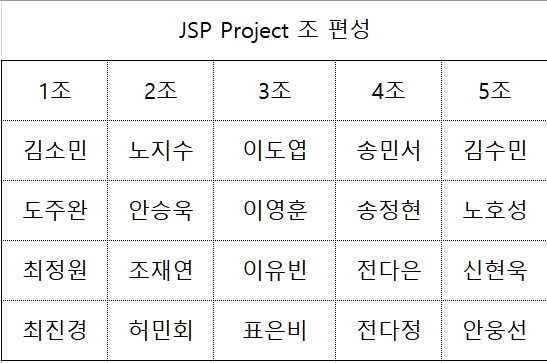 JSP Project 조 편성
1조 2조 3조 4조 5조
김소민 노지수 이도엽 송민서 김수민
도주완 안승욱 이영훈 송정현 노호성
최정원 조재연 이유빈 전다은 신현욱
최진경 허민회 표은비 전다정 안웅선